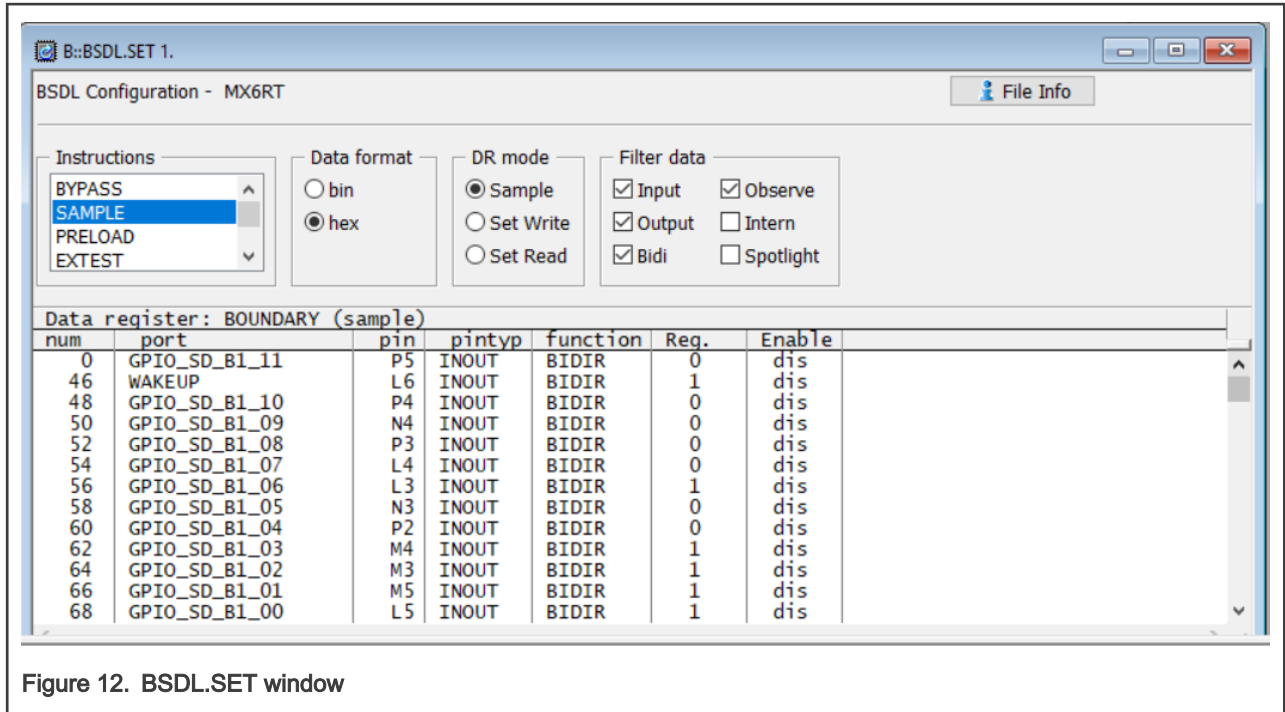 B::BSDL.SET 1.
BSDL Configuration - MX6RT
File Info
Instructions
BYPASS
SAMPLE
PRELOAD
EXTEST
Data format
bin
hex
DR mode
Sample
Set Write
Set Read
Filter data
Input Observe
Output Intern
Bidi Spotlight
Data register: BOUNDARY (sample)
num port pin pintyp function Reg. Enable
0 GPIO_SD_B1_11 P5 INOUT BIDIR 0 dis
46 WAKEUP L6 INOUT BIDIR 1 dis
48 GPIO_SD_B1_10 P4 INOUT BIDIR 0 dis
50 GPIO_SD_B1_09 N4 INOUT BIDIR 0 dis
52 GPIO_SD_B1_08 P3 INOUT BIDIR 0 dis
54 GPIO_SD_B1_07 L4 INOUT BIDIR 0 dis
56 GPIO_SD_B1_06 L3 INOUT BIDIR 1 dis
58 GPIO_SD_B1_05 N3 INOUT BIDIR 0 dis
60 GPIO_SD_B1_04 P2 INOUT BIDIR 0 dis
62 GPIO_SD_B1_03 M4 INOUT BIDIR 1 dis
64 GPIO_SD_B1_02 M3 INOUT BIDIR 1 dis
66 GPIO_SD_B1_01 M5 INOUT BIDIR 1 dis
68 GPIO_SD_B1_00 L5 INOUT BIDIR 1 dis
Figure 12. BSDL.SET window